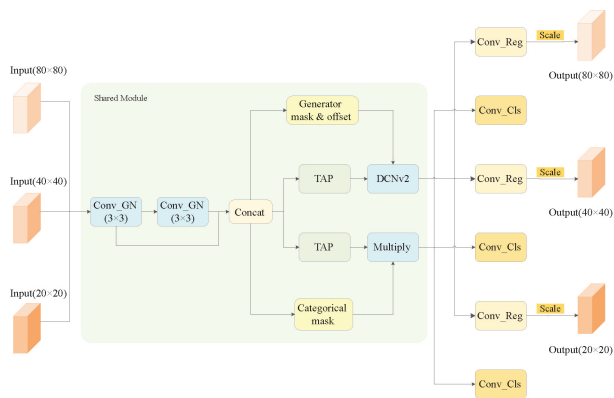 Input(80×80)
Input(40×40)
Input(20×20)
Shared Module
Conv_GN
(3×3)
Conv_GN
(3×3)
Concat
Generator
mask & offset
TAP
DCNv2
TAP
Multiply
Categorical
mask
Conv_Reg
Scale
Output(80×80)
Conv_Cls
Conv_Reg
Scale
Output(40×40)
Conv_Cls
Conv_Reg
Scale
Output(20×20)
Conv_Cls